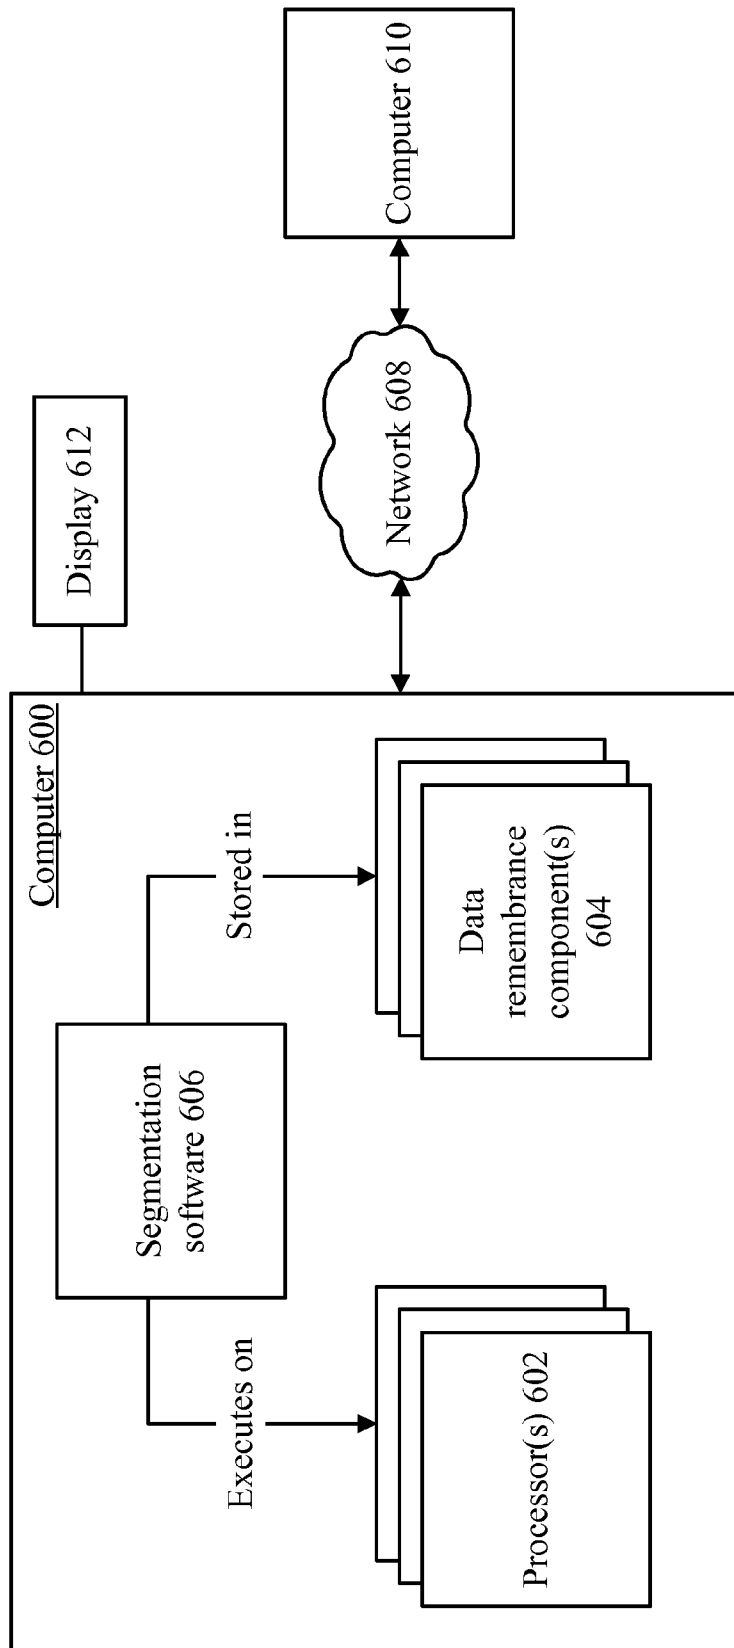 Computer 600
Segmentation
software 606
Executes on
Stored in
Processor(s) 602
Data
remembrance
component(s)
604
Display 612
Network 608
Computer 610